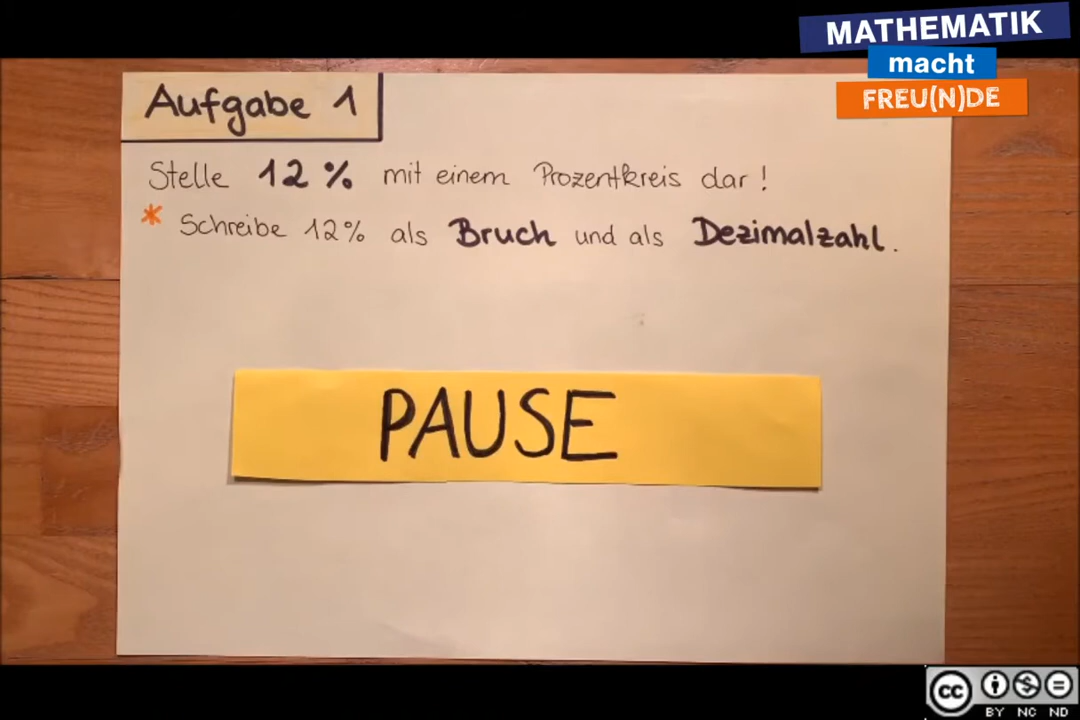 MATHEMATIK
macht
FREU(N)DE
Aufgabe 1
Stelle 12% mit einem Prozentkreis dar!
* Schreibe 12% als Bruch und als Dezimalzahl.
PAUSE
cc
BY NC ND